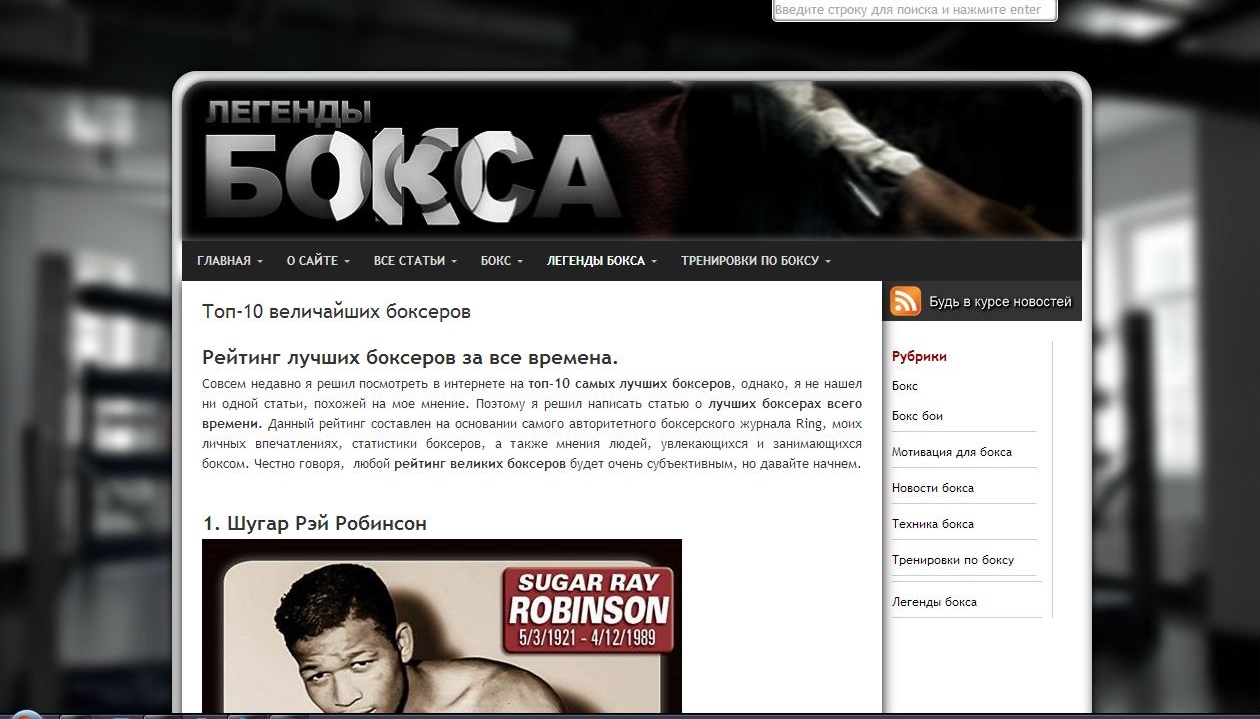 Введите строку для поиска и нажмите enter
ЛЕГЕНДЫ
БОКСА
ГЛАВНАЯ О САЙТЕ ВСЕ СТАТЬИ БОКС ЛЕГЕНДЫ БОКСА ТРЕНИРОВКИ ПО БОКСУ
Топ-10 величайших боксеров
Рейтинг лучших боксеров за все времена.
Совсем недавно я решил посмотреть в интернете на топ-10 самых лучших боксеров, однако, я не нашел
ни одной статьи, похожей на мое мнение. Поэтому я решил написать статью о лучших боксерах всего
времени. Данный рейтинг составлен на основании самого авторитетного боксерского журнала Ring, моих
личных впечатлениях, статистики боксеров, а также мнения людей, увлекающихся и занимающихся
боксом. Честно говоря, любой рейтинг великих боксеров будет очень субъективным, но давайте начнем.
1. Шугар Рэй Робинсон
SUGAR RAY
ROBINSON
5/3/1921 - 4/12/1989
Будь в курсе новостей
Рубрики
Бокс
Бокс бои
Мотивация для бокса
Новости бокса
Техника бокса
Тренировки по боксу
Легенды бокса